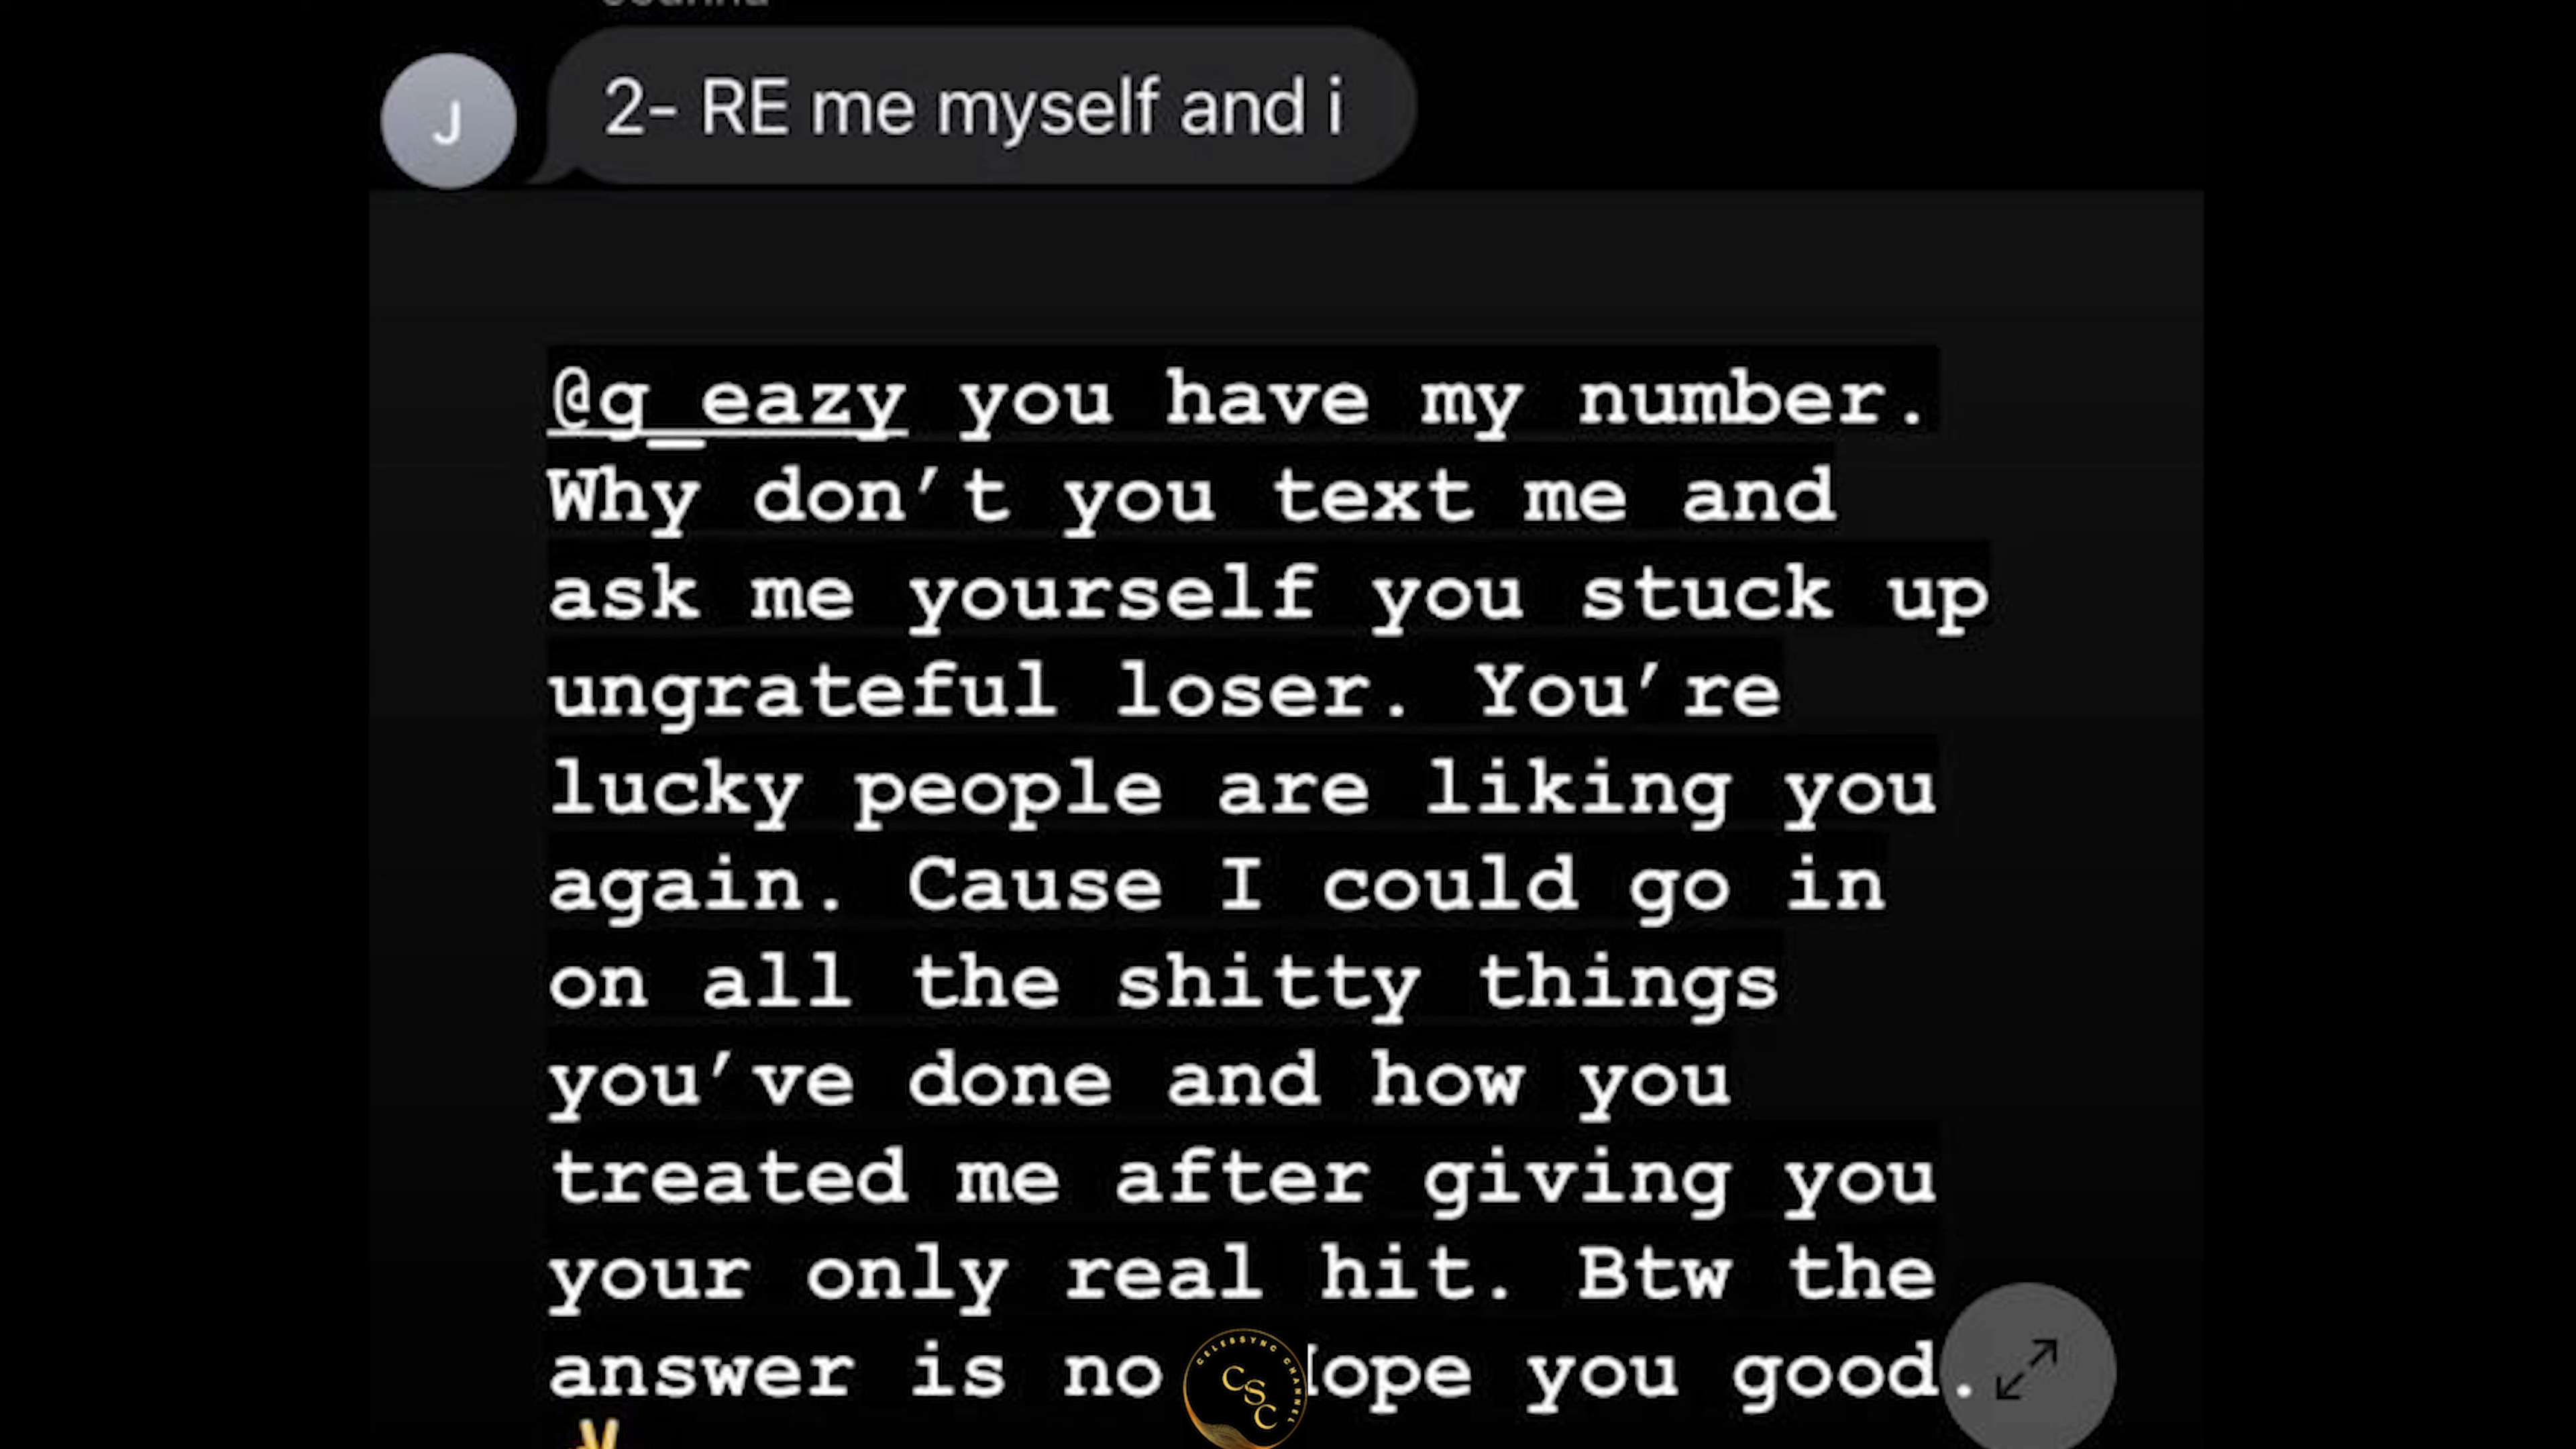 J
2- RE me myself and i
@g_eazy you have my number.
Why don't you text me and
ask me yourself you stuck up
ungrateful loser. You're
lucky people are liking you
again. Cause I could go in
on all the shitty things
you've done and how you
treated me after giving you
your only real hit. Btw the
answer is no ope you good.
CELEBSYNC CHANNEL
CSC